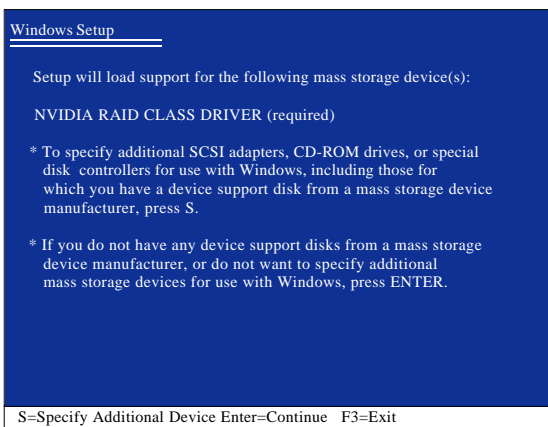 Windows Setup
Setup will load support for the following mass storage device(s):
NVIDIA RAID CLASS DRIVER (required)
* To specify additional SCSI adapters, CD-ROM drives, or special
disk controllers for use with Windows, including those for
which you have a device support disk from a mass storage device
manufacturer, press S.
* If you do not have any device support disks from a mass storage
device manufacturer, or do not want to specify additional
mass storage devices for use with Windows, press ENTER.
S=Specify Additional Device Enter=Continue F3=Exit